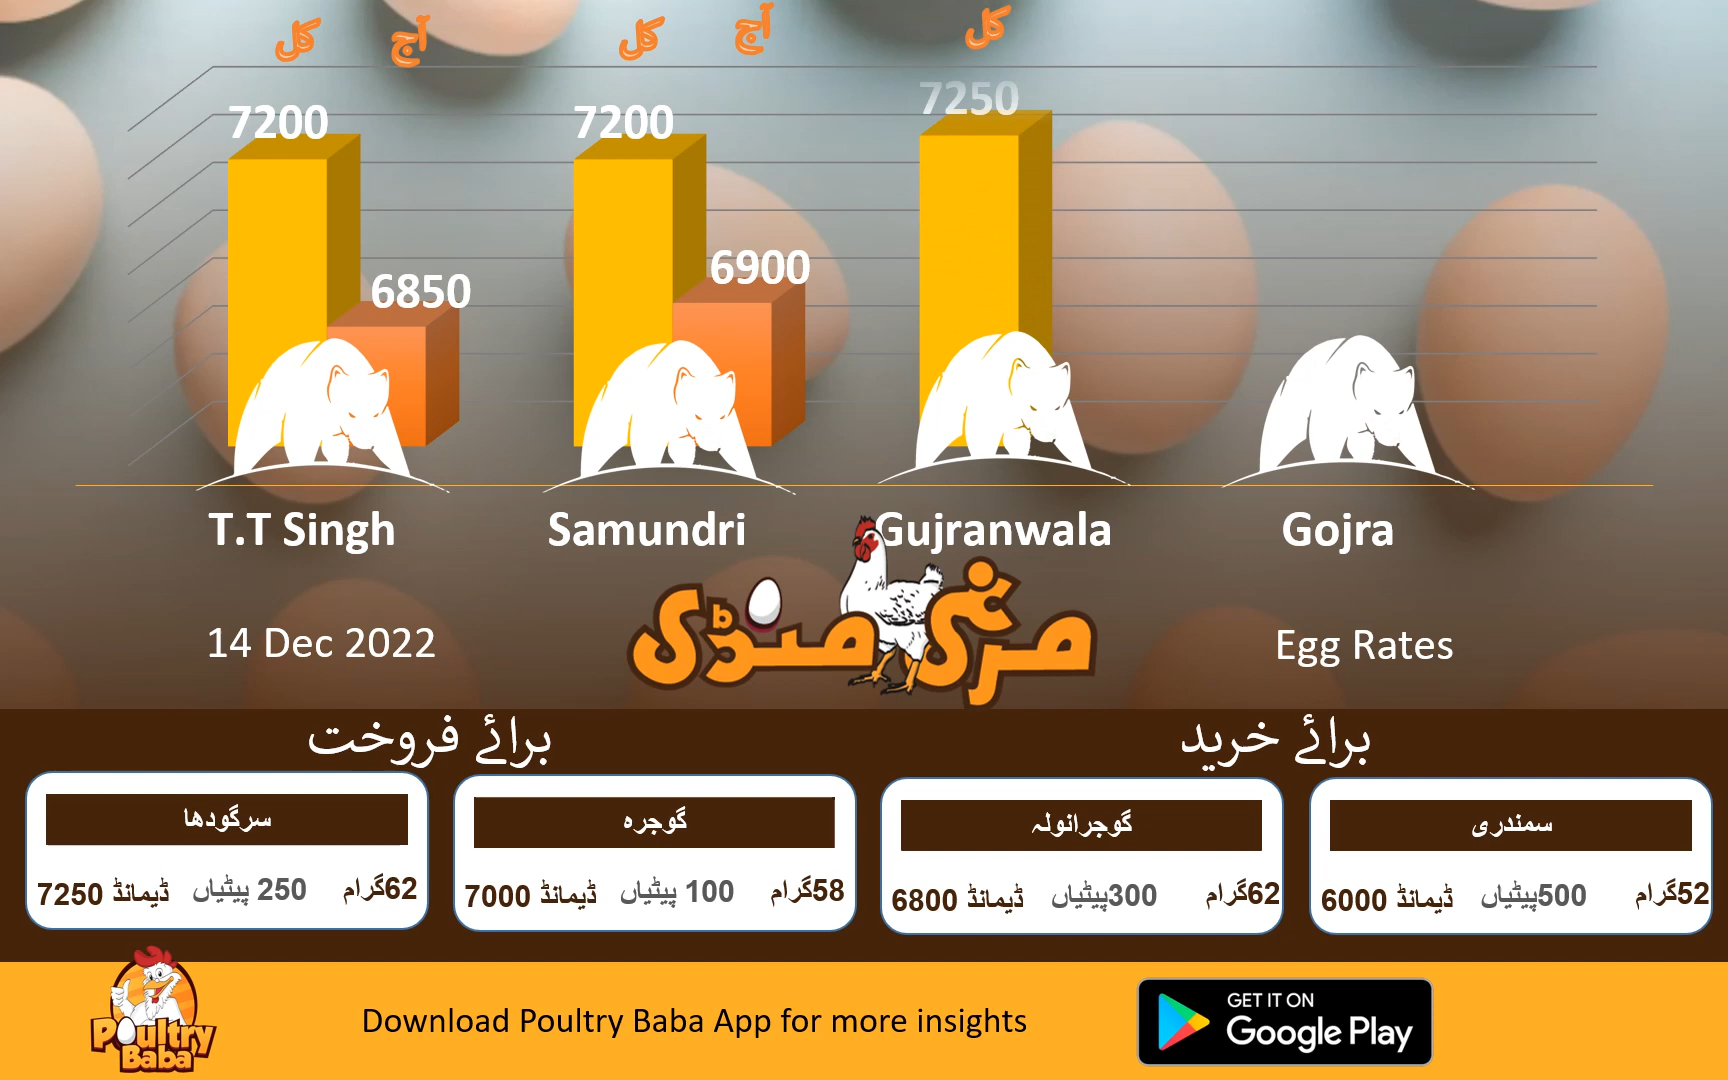 کل
آج
کل
آج
کل
7200
6850
7200
6900
7250
T.T Singh
Samundri
Gujranwala
Gojra
14 Dec 2022
مرغی منڈی
Egg Rates
برائے فروخت
برائے خرید
سرگودھا
62گرام
250 پیٹیاں
ڈیمانڈ 7250
گوجرہ
58گرام
100 پیٹیاں
ڈیمانڈ 7000
گوجرانولہ
62گرام
300پیٹیاں
ڈیمانڈ 6800
سمندری
52گرام
500پیٹیاں
ڈیمانڈ 6000
Poultry
Baba
Download Poultry Baba App for more insights
GET IT ON
Google Play